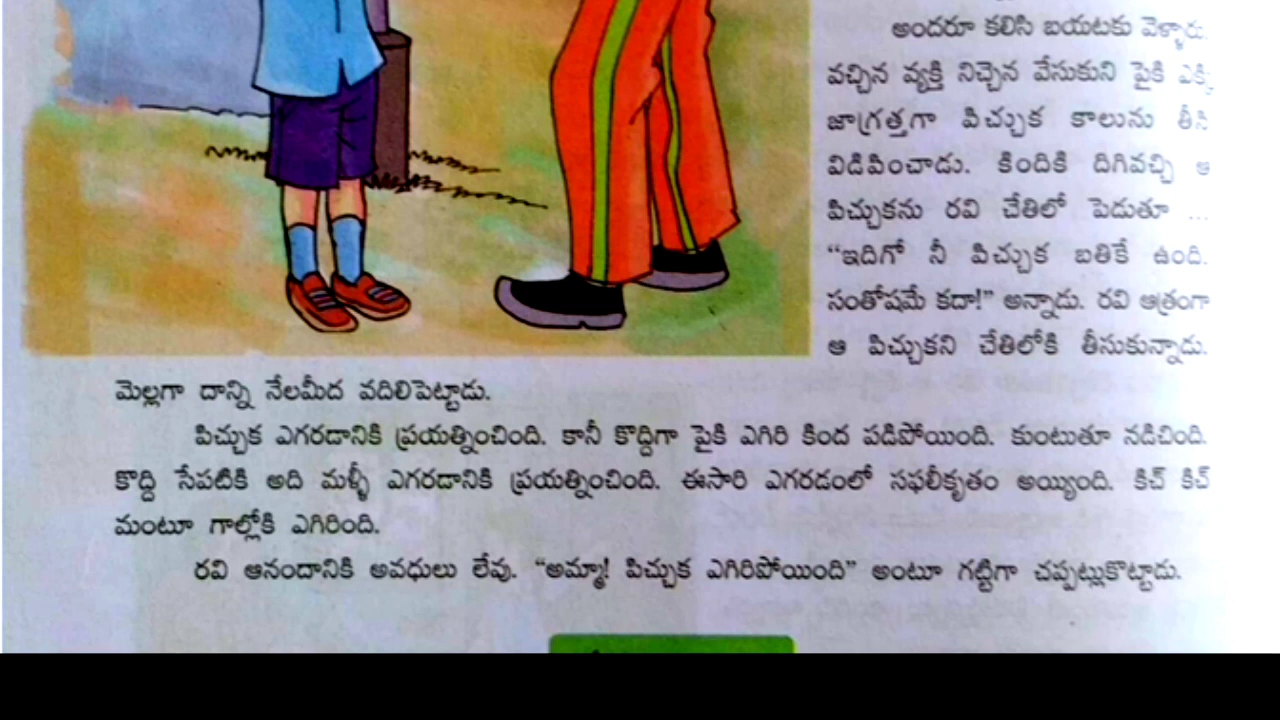 అందరూ కలిసి బయటకు వెళ్ళారు.
వచ్చిన వ్యక్తి నిచ్చెన వేసుకుని పైకి ఎక్కి
జాగ్రత్తగా పిచ్చుక కాలును తీసి
విడిపించాడు. కిందికి దిగివచ్చి ఆ
పిచ్చుకను రవి చేతిలో పెడుతూ ...
“ఇదిగో నీ పిచ్చుక బతికే ఉంది.
సంతోషమే కదా!” అన్నాడు. రవి ఆత్రంగా
ఆ పిచ్చుకని చేతిలోకి తీసుకున్నాడు.
మెల్లగా దాన్ని నేలమీద వదిలిపెట్టాడు.
పిచ్చుక ఎగరడానికి ప్రయత్నించింది. కానీ కొద్దిగా పైకి ఎగిరి కింద పడిపోయింది. కుంటుతూ నడిచింది.
కొద్ది సేపటికి అది మళ్ళీ ఎగరడానికి ప్రయత్నించింది. ఈసారి ఎగరడంలో సఫలీకృతం అయ్యింది. కిచ్ కిచ్
మంటూ గాల్లోకి ఎగిరింది.
రవి ఆనందానికి అవధులు లేవు. “అమ్మా! పిచ్చుక ఎగిరిపోయింది” అంటూ గట్టిగా చప్పట్లుకొట్టాడు.